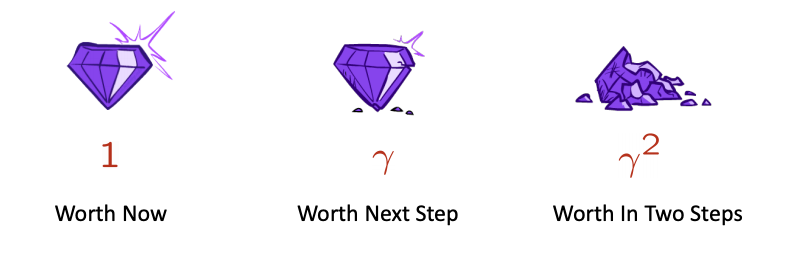 1
γ
γ²
Worth Now
Worth Next Step
Worth In Two Steps